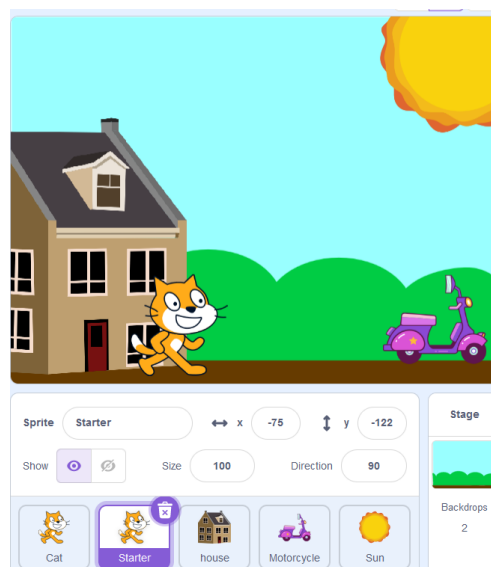 Sprite Starter x -75 y -122
Show Size 100 Direction 90
Cat Starter house Motorcycle Sun
Stage
Backdrops
2